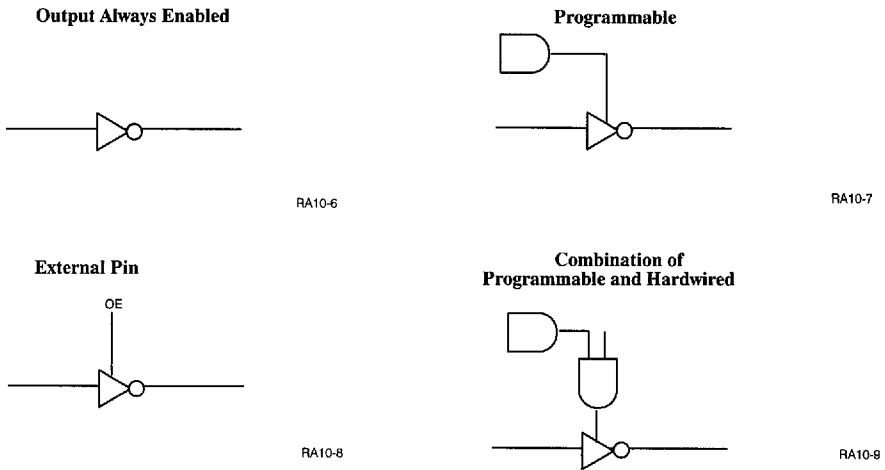 Output Always Enabled
Programmable
RA10-6
RA10-7
External Pin
OE
RA10-8
Combination of
Programmable and Hardwired
RA10-9